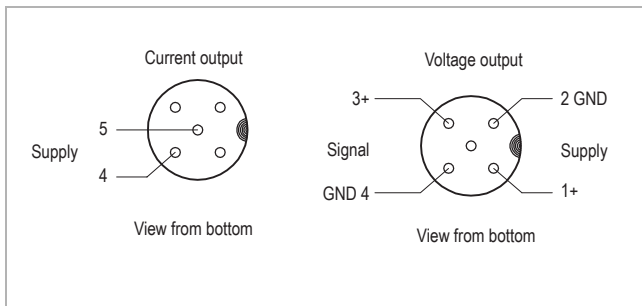 Current output
5
Supply
4
View from bottom
Voltage output
3+
2 GND
Signal
Supply
GND 4
1+
View from bottom